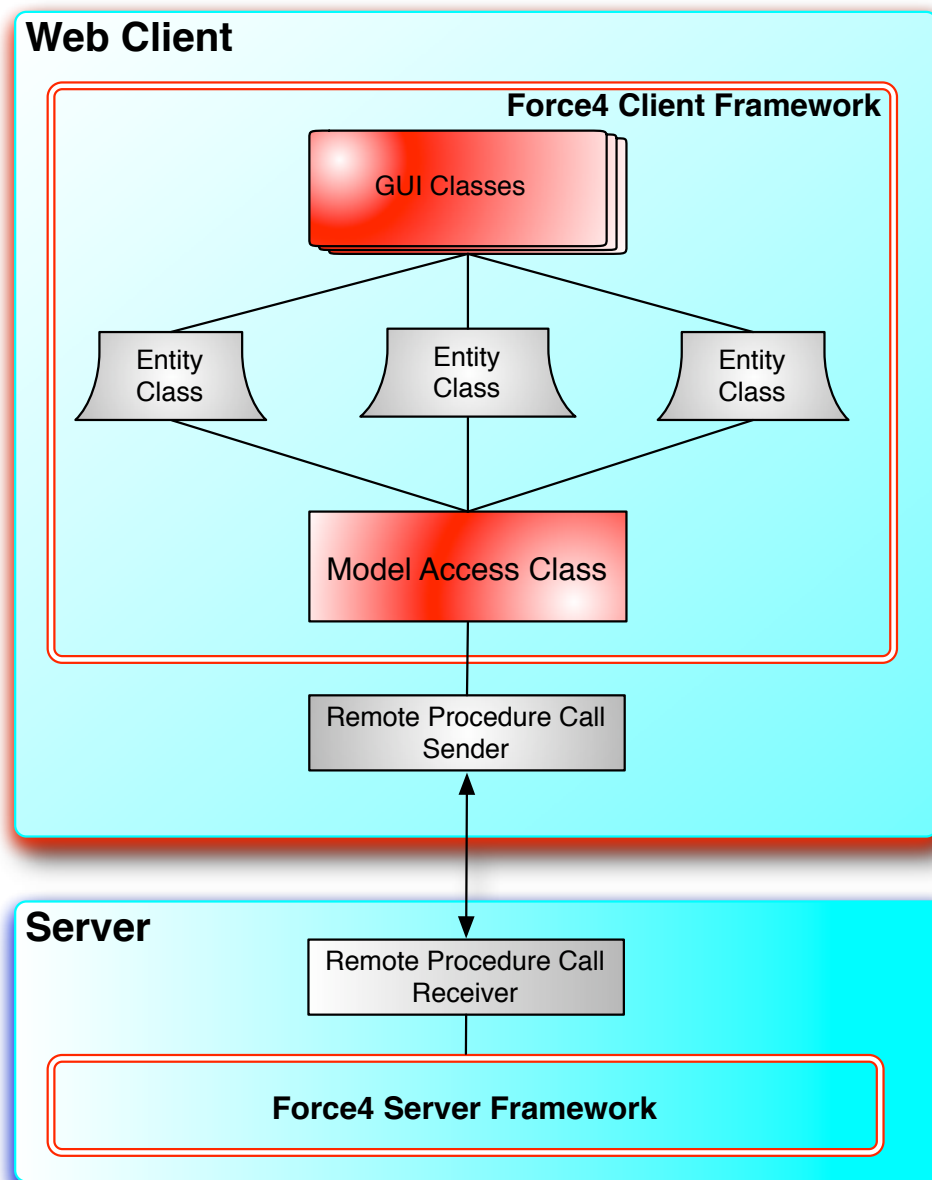 Web Client
Force4 Client Framework
GUI Classes
Entity
Class
Entity
Class
Entity
Class
Model Access Class
Remote Procedure Call
Sender
Server
Remote Procedure Call
Receiver
Force4 Server Framework